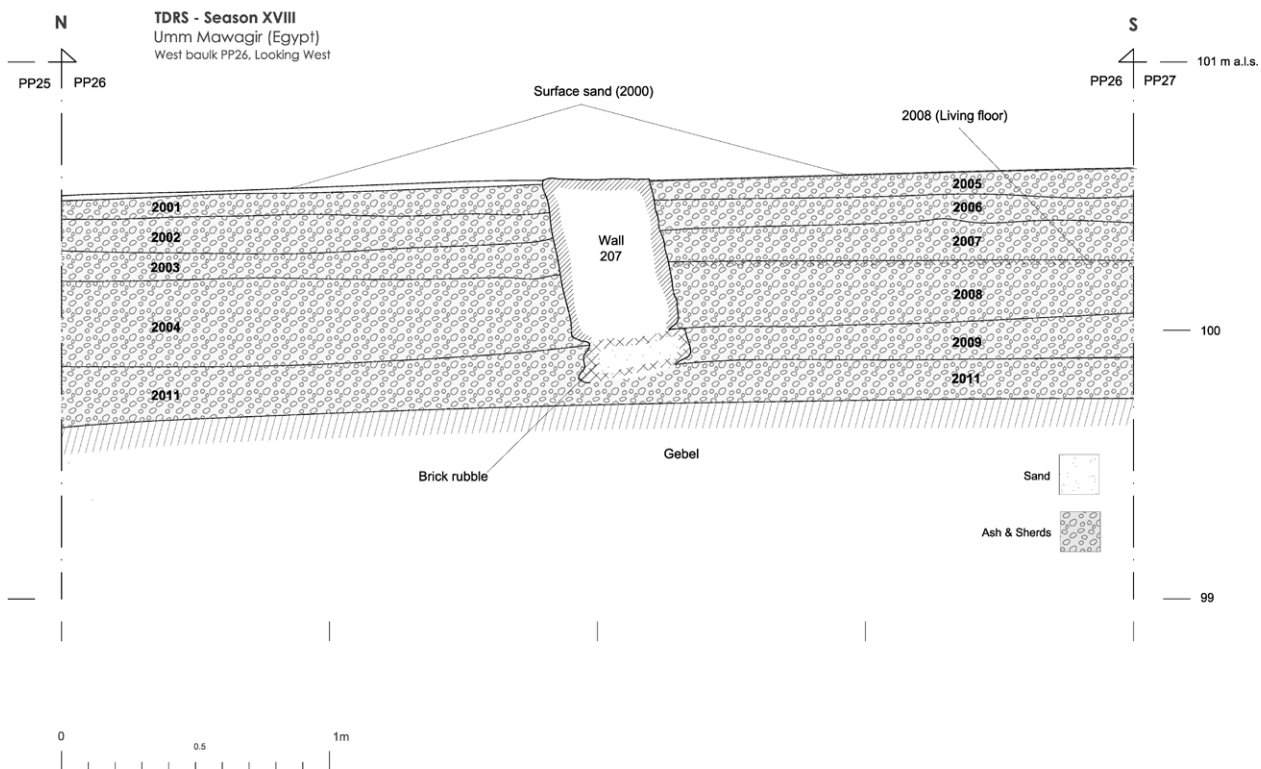 N
TDRS - Season XVIII
Umm Mawagir (Egypt)
West baulk PP26, Looking West
S
PP25
PP26
PP26
PP27
101 m a.l.s.
Surface sand (2000)
2008 (Living floor)
2001
2002
2003
2004
2011
Wall
207
2005
2006
2007
2008
2009
2011
100
Brick rubble
Gebel
Sand
Ash & Sherds
99
0
0.5
1m